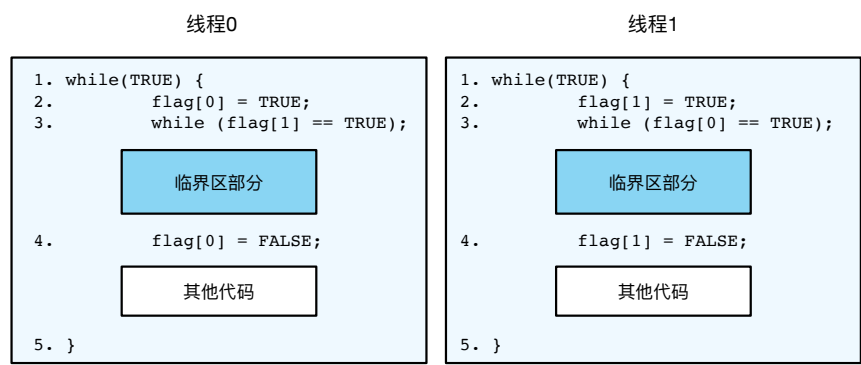 线程0
1. while(TRUE) {
2. flag[0] = TRUE;
3. while (flag[1] == TRUE);
临界区部分
4. flag[0] = FALSE;
其他代码
5. }
线程1
1. while(TRUE) {
2. flag[1] = TRUE;
3. while (flag[0] == TRUE);
临界区部分
4. flag[1] = FALSE;
其他代码
5. }